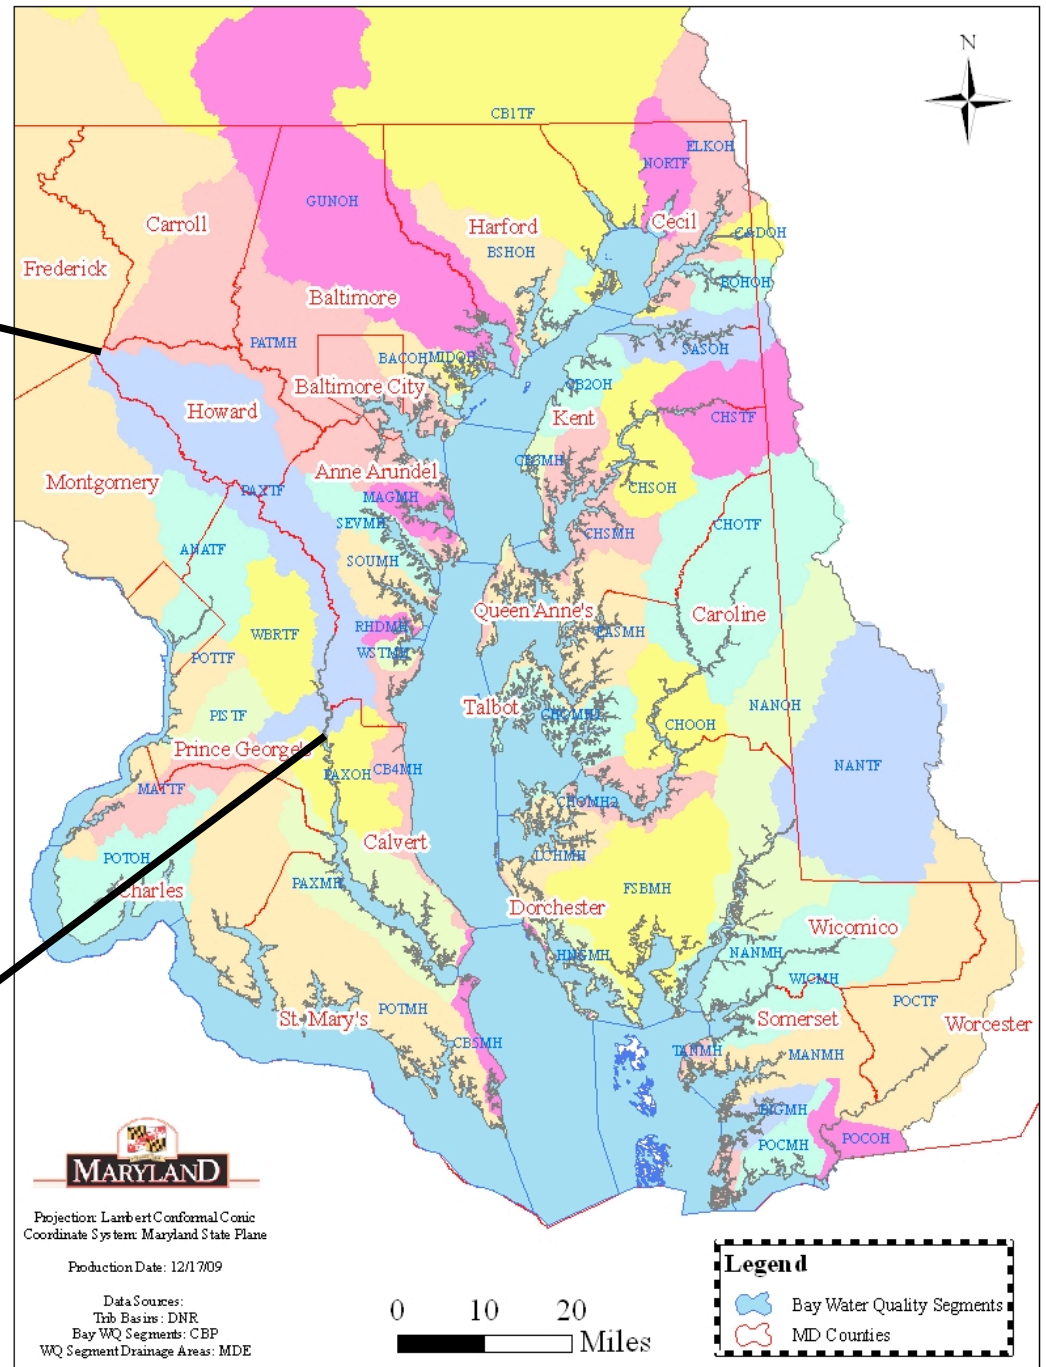 N
CB1TF
ELKOH
NORTF
GUNOH
Carroll
Harford
Cecil
C&DOH
BSHOH
Frederick
BOHOH
Baltimore
PATMH
SASOH
BACOH
MIDOH
Baltimore City
CB2OH
Howard
Kent
CHSTF
CB3MH
Anne Arundel
Montgomery
PAXTF
MAGMH
CHSOH
SEVMH
CHSMH
CHOTF
ANATF
SOUMH
Queen Anne's
Caroline
WBRTF
RHDMH
EASMH
WSTMH
POTTF
Talbot
CHOMH1
NANOH
PISTF
CHOOH
Prince George's
NANTF
PAXOH
CB4MH
MATTF
CHOMH2
Calvert
POTOH
LCHMH
Charles
PAXMH
FSBMH
Dorchester
Wicomico
HNGMH
NANMH
WICMH
POTMH
POCTF
St. Mary's
Somerset
Worcester
CB5MH
TANMH
MANMH
BIGMH
POCMH
POCOH
MARYLAND
Projection: Lambert Conformal Conic
Coordinate System: Maryland State Plane
Production Date: 12/17/09
Data Sources:
Trib Basins: DNR
Bay WQ Segments: CBP
WQ Segment Drainage Areas: MDE
0 10 20
Miles
Legend
Bay Water Quality Segments
MD Counties